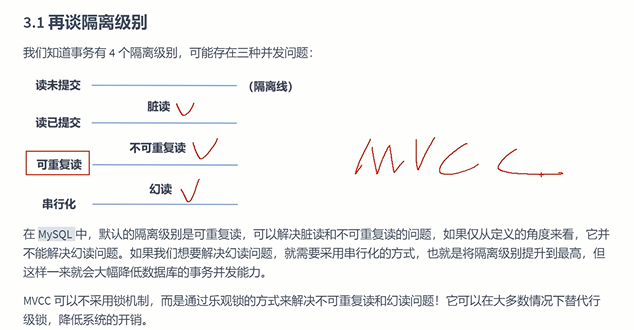 3.1 再谈隔离级别
我们知道事务有 4 个隔离级别，可能存在三种并发问题：
读未提交
（隔离线）
脏读
读已提交
不可重复读
可重复读
幻读
串行化
MVCC
在 MySQL 中，默认的隔离级别是可重复读，可以解决脏读和不可重复读的问题，如果仅从定义的角度来看，它并
不能解决幻读问题。如果我们想要解决幻读问题，就需要采用串行化的方式，也就是将隔离级别提升到最高，但
这样一来就会大幅降低数据库的事务并发能力。
MVCC 可以不采用锁机制，而是通过乐观锁的方式来解决不可重复读和幻读问题！它可以在大多数情况下替代行
级锁，降低系统的开销。